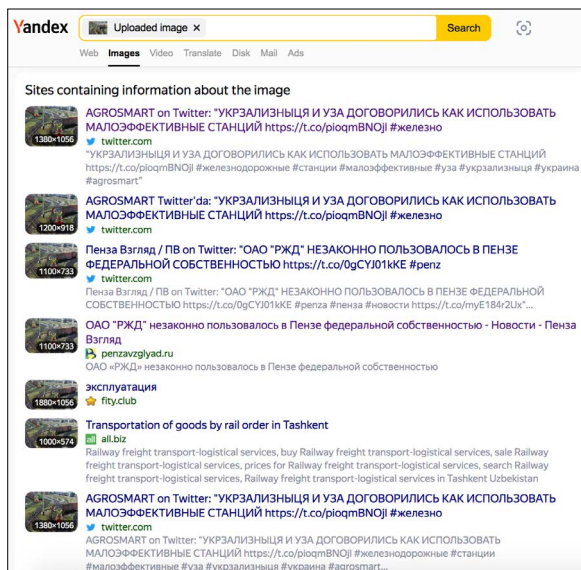 Yandex Uploaded image × Search
Web Images Video Translate Disk Mail Ads
Sites containing information about the image
AGROSMART on Twitter: "УКРЗАЛИЗНЫЦЯ И УЗА ДОГОВОРИЛИСЬ КАК ИСПОЛЬЗОВАТЬ
МАЛОЭФФЕКТИВНЫЕ СТАНЦИЙ https://t.co/pioqmBNOjl #железно
1380×1056
twitter.com
"УКРЗАЛИЗНЫЦЯ И УЗА ДОГОВОРИЛИСЬ КАК ИСПОЛЬЗОВАТЬ МАЛОЭФФЕКТИВНЫЕ СТАНЦИЙ
https://t.co/pioqmBNOjl #железнодорожные #станции #малоэффективные #уза #укрзализныця #украина
#agrosmart"
AGROSMART Twitter'da: "УКРЗАЛИЗНЫЦЯ И УЗА ДОГОВОРИЛИСЬ КАК ИСПОЛЬЗОВАТЬ
МАЛОЭФФЕКТИВНЫЕ СТАНЦИЙ https://t.co/pioqmBNOjl #железно
1200×918
twitter.com
Пенза Взгляд / ПВ on Twitter: "ОАО "РЖД" НЕЗАКОННО ПОЛЬЗОВАЛОСЬ В ПЕНЗЕ
ФЕДЕРАЛЬНОЙ СОБСТВЕННОСТЬЮ https://t.co/0gCYJ01kKE #penz
1100×733
twitter.com
Пенза Взгляд / ПВ on Twitter: "ОАО "РЖД" НЕЗАКОННО ПОЛЬЗОВАЛОСЬ В ПЕНЗЕ ФЕДЕРАЛЬНОЙ
СОБСТВЕННОСТЬЮ https://t.co/0gCYJ01kKE #penza #пенза #новости https://t.co/myE184r2Ux"...
ОАО "РЖД" незаконно пользовалось в Пензе федеральной собственностью - Новости - Пенза
Взгляд
1100×733
penzavzglyad.ru
ОАО «РЖД» незаконно пользовалось в Пензе федеральной собственностью
эксплуатация
1880×1056
fity.club
Transportation of goods by rail order in Tashkent
1000×574
all all.biz
Railway freight transport-logistical services, buy Railway freight transport-logistical services, sale Railway
freight transport-logistical services, prices for Railway freight transport-logistical services, search Railway
freight transport-logistical services, Railway freight transport-logistical services in Tashkent Uzbekistan
AGROSMART on Twitter: "УКРЗАЛИЗНЫЦЯ И УЗА ДОГОВОРИЛИСЬ КАК ИСПОЛЬЗОВАТЬ
МАЛОЭФФЕКТИВНЫЕ СТАНЦИЙ https://t.co/pioqmBNOjl #железно
1380×1056
twitter.com
AGROSMART on Twitter: "УКРЗАЛИЗНЫЦЯ И УЗА ДОГОВОРИЛИСЬ КАК ИСПОЛЬЗОВАТЬ
МАЛОЭФФЕКТИВНЫЕ СТАНЦИЙ https://t.co/pioqmBNOjl #железнодорожные #станции
#малоэффективные #уза #укрзализныця #украина #agrosmart...